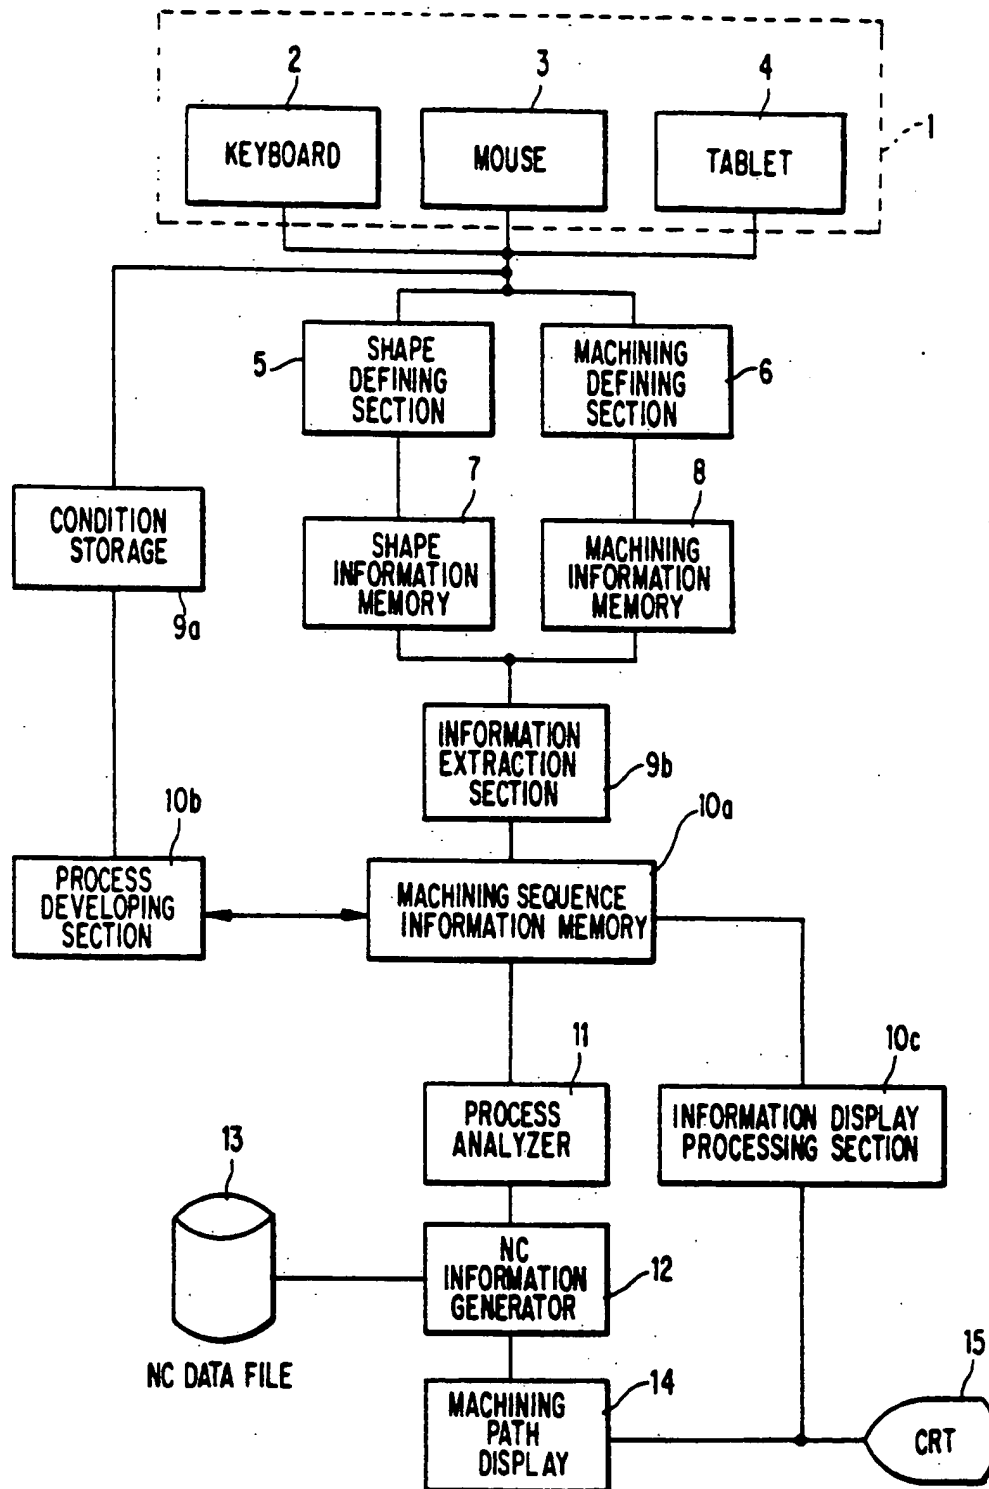 2
3
4
KEYBOARD
MOUSE
TABLET
1
5
SHAPE
DEFINING
SECTION
MACHINING
DEFINING
SECTION
6
7
8
CONDITION
STORAGE
9a
SHAPE
INFORMATION
MEMORY
MACHINING
INFORMATION
MEMORY
INFORMATION
EXTRACTION
SECTION
9b
10b
10a
PROCESS
DEVELOPING
SECTION
MACHINING SEQUENCE
INFORMATION MEMORY
11
10c
PROCESS
ANALYZER
INFORMATION DISPLAY
PROCESSING SECTION
13
NC
INFORMATION
GENERATOR
12
NC DATA FILE
MACHINING
PATH
DISPLAY
14
15
CRT